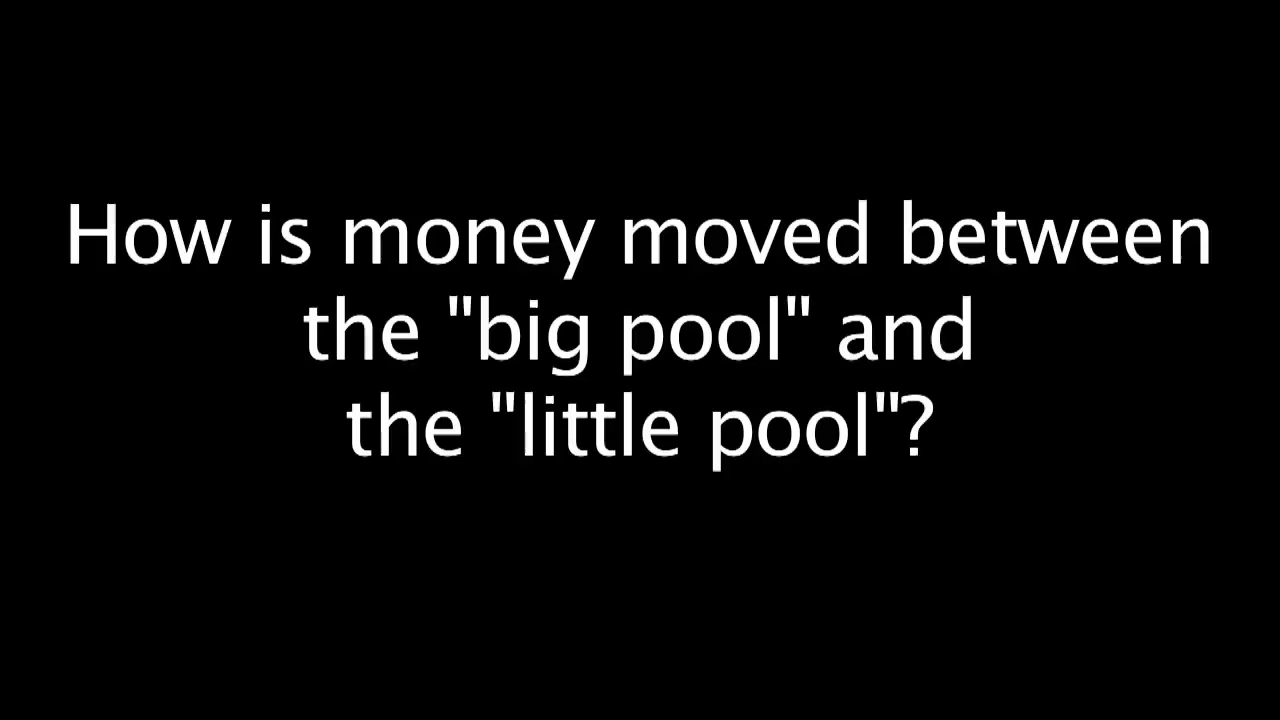 How is money moved between
the "big pool" and
the "little pool"?